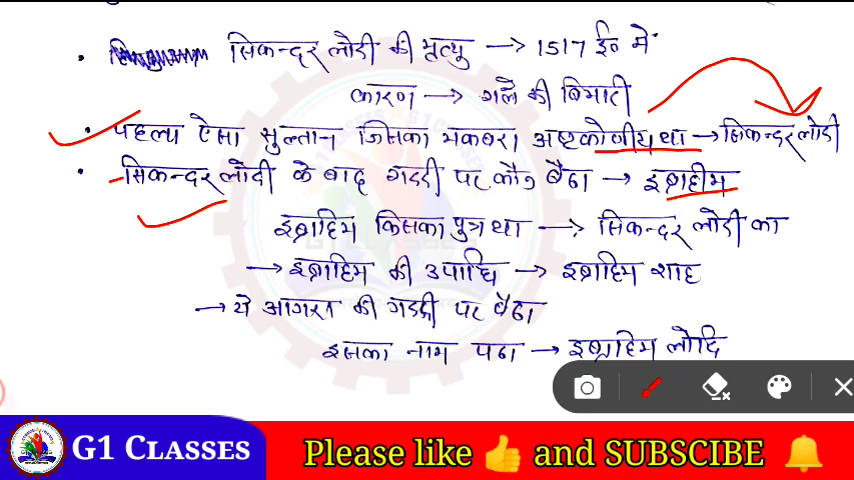 सिकन्दर लोदी की मृत्यु → 1517 ई० में
कारण → गले की बिमारी
पहला ऐसा सुल्तान जिसका मकबरा अष्टकोणीय था → सिकन्दर लोदी
सिकन्दर लोदी के बाद गद्दी पर कौन बैठा → इब्राहीम
इब्राहिम किसका पुत्र था → सिकन्दर लोदी का
→ इब्राहिम की उपाधि → इब्राहिम शाह
→ ये आगरा की गद्दी पर बैठा
इसका नाम पढा → इब्राहिम लोदि
G1 CLASSES
Please like 👍 and SUBSCIBE 🔔